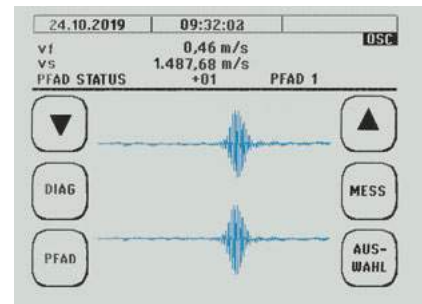 24.10.2019 09:32:02
OSC
vf 0,46 m/s
vs 1.487,68 m/s
PFAD STATUS +01 PFAD 1
DIAG
MESS
PFAD
AUS-
WAHL